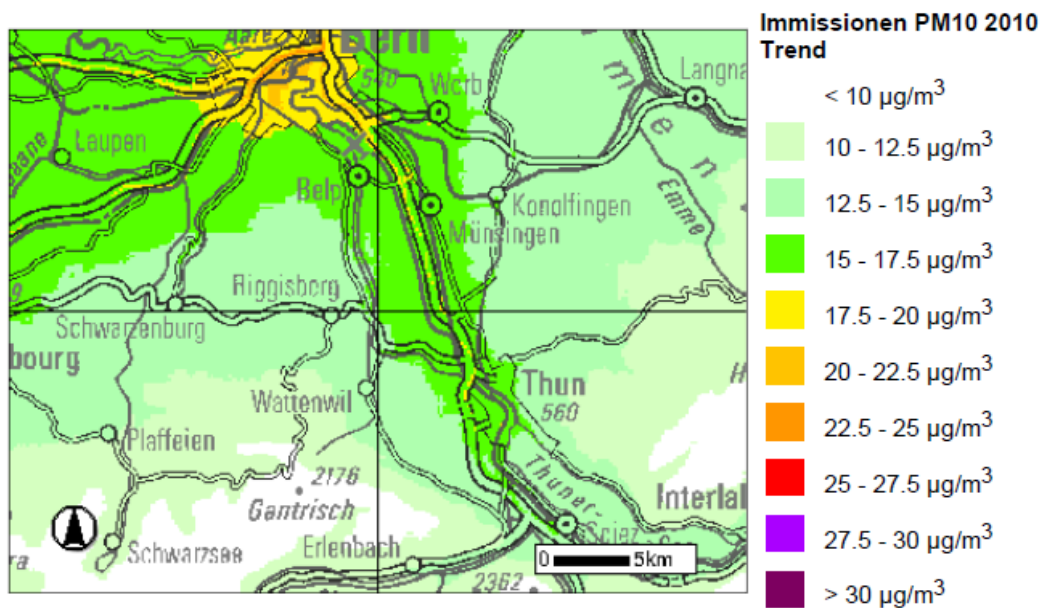 Immissionen PM10 2010
Trend
< 10 µg/m³
10 - 12.5 µg/m³
12.5 - 15 µg/m³
15 - 17.5 µg/m³
17.5 - 20 µg/m³
20 - 22.5 µg/m³
22.5 - 25 µg/m³
25 - 27.5 µg/m³
27.5 - 30 µg/m³
> 30 µg/m³
Aare
Bern
540
Worb
Langna
Laupen
Saane
Belp
Konolfingen
Emme
Münsingen
Riggisberg
Schwarzenburg
bourg
Thun
560
H
Wattenwil
Plaffeien
2176
Gantrisch
Thuner-
Interla
Spiez
Schwarzsee
Erlenbach
0 5km
2362